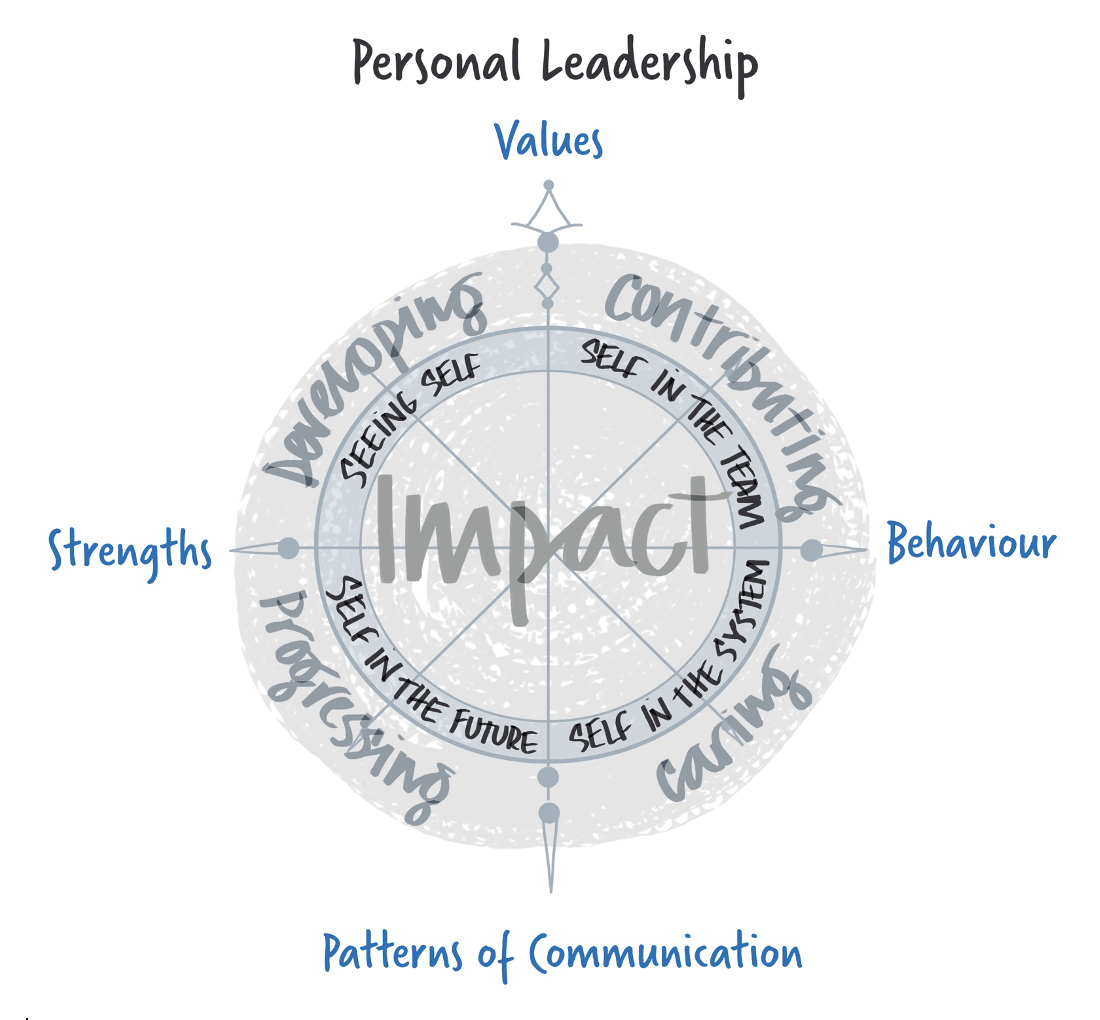 Personal Leadership
Values
Developing
Contributing
SEEING SELF
SELF IN THE TEAM
Impact
Strengths
Behaviour
SELF IN THE FUTURE
SELF IN THE SYSTEM
Progressing
Caring
Patterns of Communication